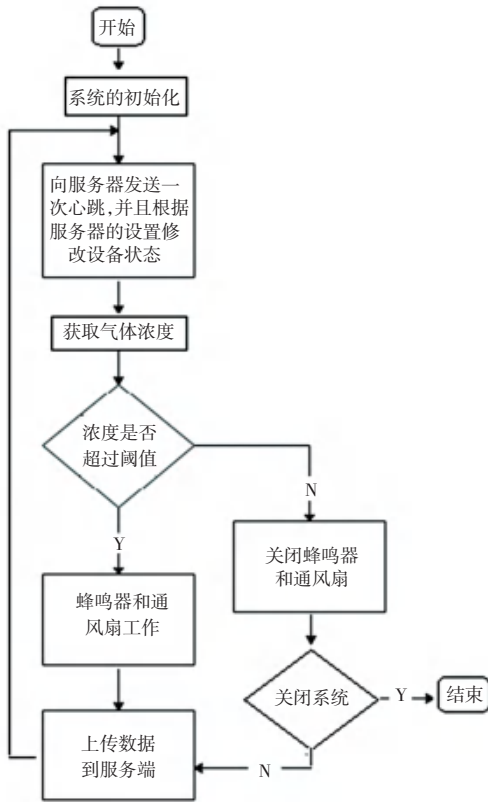 开始
系统的初始化
向服务器发送一
次心跳,并且根据
服务器的设置修
改设备状态
获取气体浓度
浓度是否
超过阈值
N
Y
关闭蜂鸣器
和通风扇
蜂鸣器和通
风扇工作
关闭系统
Y
结束
上传数据
到服务端
N